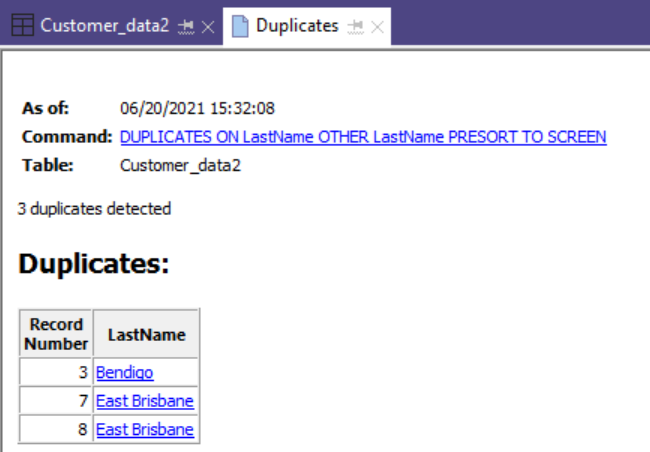 Customer_data2
Duplicates
As of: 06/20/2021 15:32:08
Command: DUPLICATES ON LastName OTHER LastName PRESORT TO SCREEN
Table: Customer_data2
3 duplicates detected
Duplicates:
Record Number LastName
3 Bendigo
7 East Brisbane
8 East Brisbane